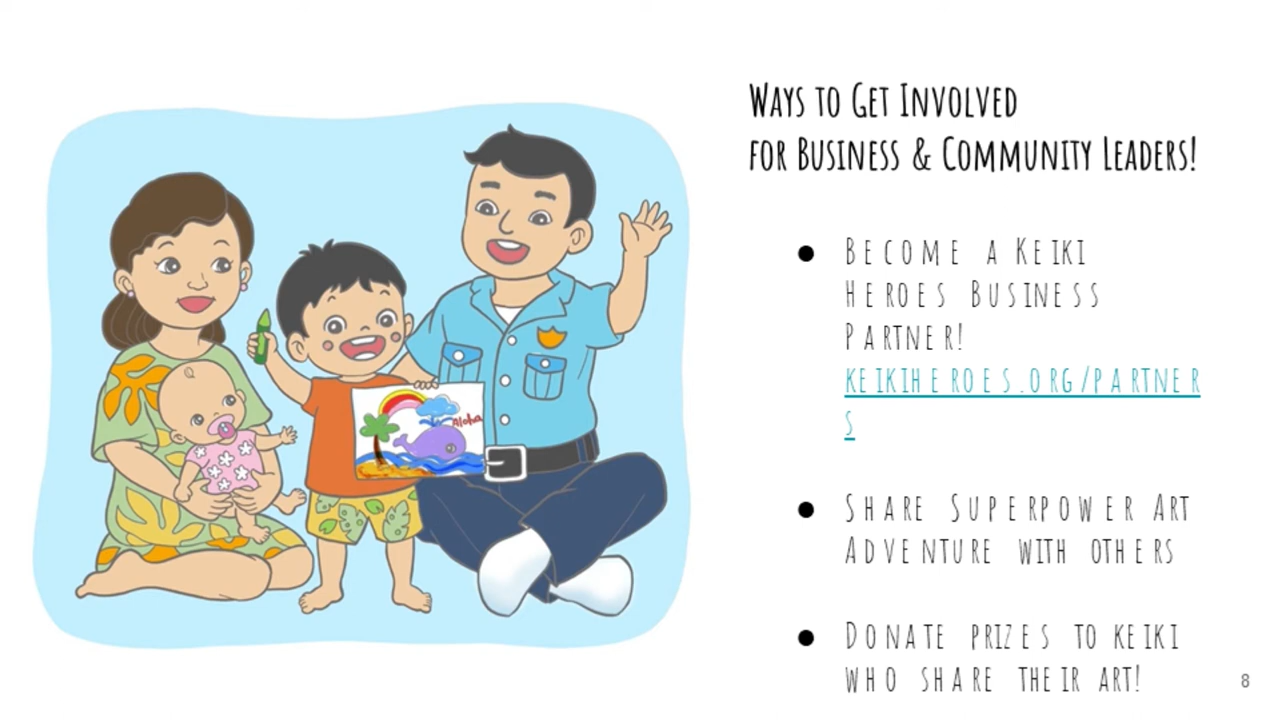 Ways to Get Involved
for Business & Community Leaders!
● Become a Keiki
Heroes Business
Partner!
keikiheroes.org/partner
s
● Share Superpower Art
Adventure with others
● Donate prizes to keiki
who share their art!
Aloha
8